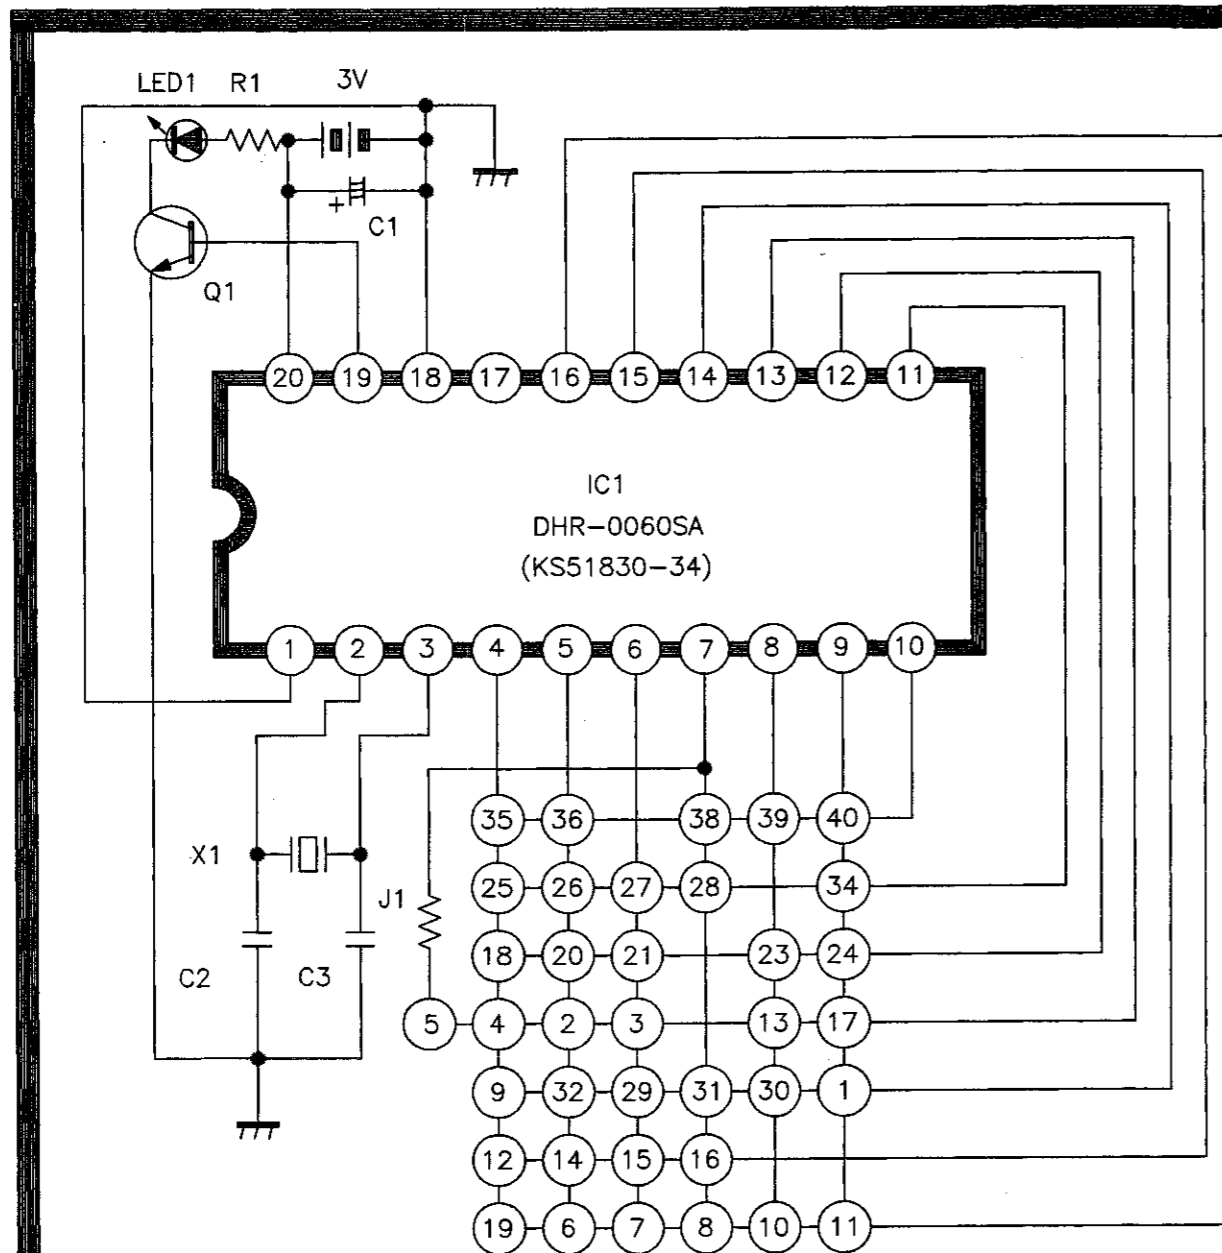 LED1 R1 3V
+ C1
Q1
20 19 18 17 16 15 14 13 12 11
IC1
DHR-0060SA
(KS51830-34)
1 2 3 4 5 6 7 8 9 10
35 36 38 39 40
X1
25 26 27 28 34
J1
18 20 21 23 24
C2 C3
5 4 2 3 13 17
9 32 29 31 30 1
12 14 15 16
19 6 7 8 10 11